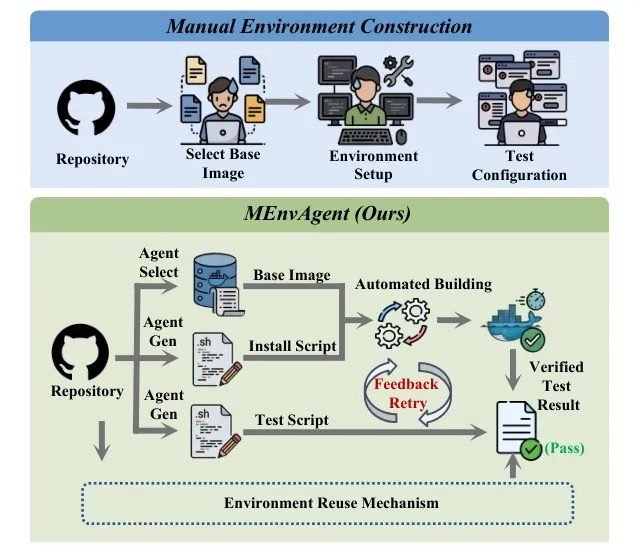 Manual Environment Construction
Repository
Select Base
Image
Environment
Setup
Test
Configuration
MEnvAgent (Ours)
Agent
Select
Base Image
Automated Building
Agent
Gen
.sh
Install Script
Repository
Feedback
Retry
Verified
Test
Result
Agent
Gen
.sh
Test Script
(Pass)
Environment Reuse Mechanism